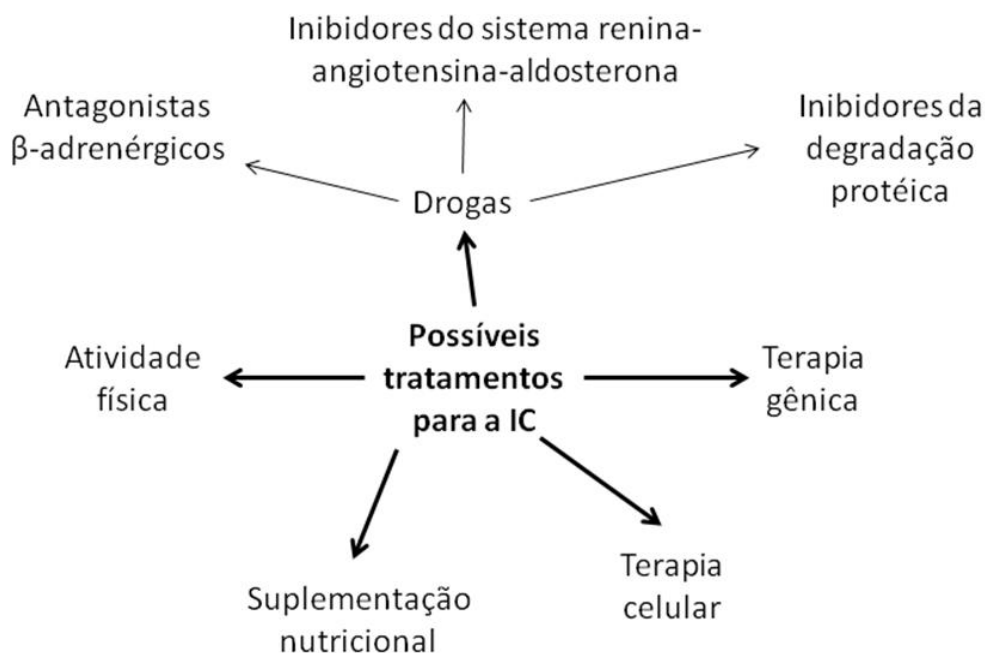 Inibidores do sistema renina-
angiotensina-aldosterona
Antagonistas
β-adrenérgicos
Inibidores da
degradação
protéica
Drogas
Possíveis
tratamentos
para a IC
Atividade
física
Terapia
gênica
Suplementação
nutricional
Terapia
celular